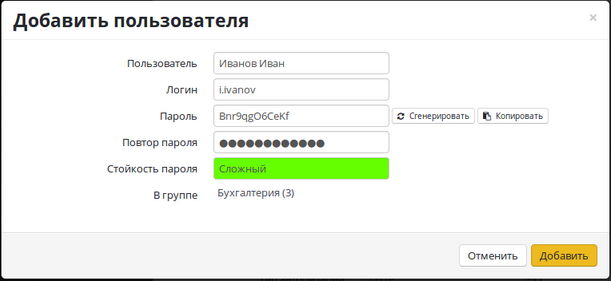 Добавить пользователя ×
Пользователь Иванов Иван
Логин i.ivanov
Пароль Bnr9qgO6CeKf Сгенерировать Копировать
Повтор пароля ●●●●●●●●●●●●
Стойкость пароля Сложный
В группе Бухгалтерия (3)
Отменить Добавить